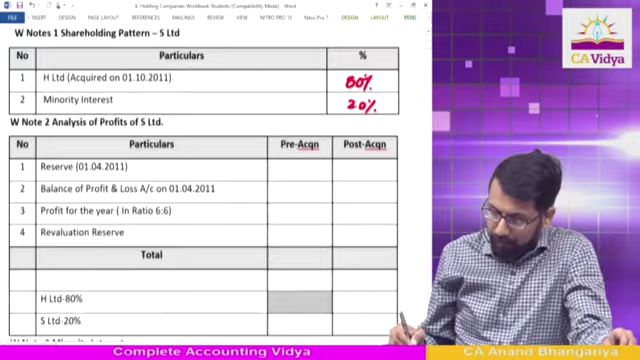 6. Holding Companies Workbook Students [Compatibility Mode] - Word
FILE INSERT DESIGN PAGE LAYOUT REFERENCES MAILINGS REVIEW VIEW NITRO PRO DESIGN LAYOUT PENS
W Notes 1 Shareholding Pattern – S Ltd
No Particulars %
1 H Ltd (Acquired on 01.10.2011) 80%
2 Minority Interest 20%
W Note 2 Analysis of Profits of S Ltd.
No Particulars Pre-Acqn Post-Acqn
1 Reserve (01.04.2011)
2 Balance of Profit & Loss A/c on 01.04.2011
3 Profit for the year ( In Ratio 6:6)
4 Revaluation Reserve
Total
H Ltd-80%
S Ltd-20%
CA Vidya
Complete Accounting Vidya CA Anand Bhangariya